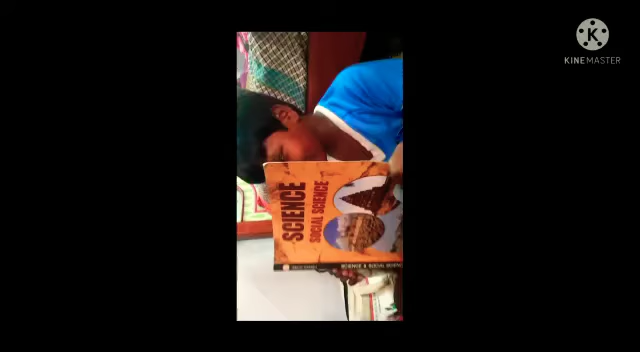 SCIENCE
SOCIAL SCIENCE
SCIENCE & SOCIAL SCIENCE
K
KINEMASTER